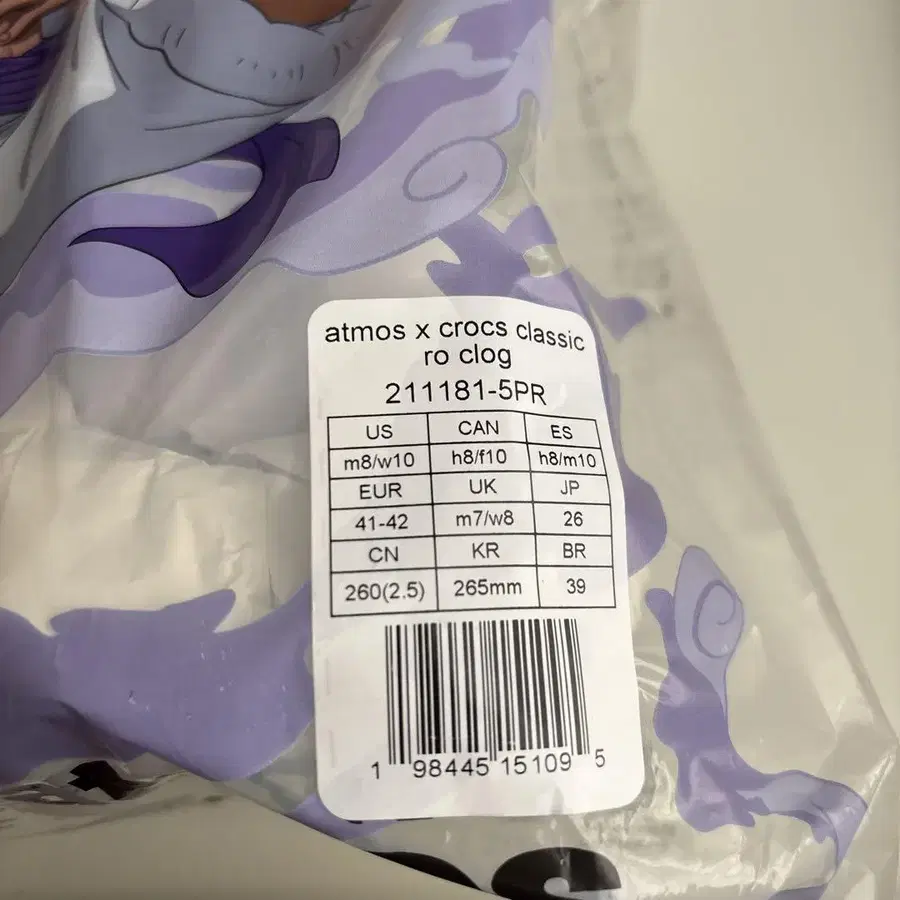 atmos x crocs classic
ro clog
211181-5PR
US CAN ES
m8/w10 h8/f10 h8/m10
EUR UK JP
41-42 m7/w8 26
CN KR BR
260(2.5) 265mm 39
1 98445 15109 5